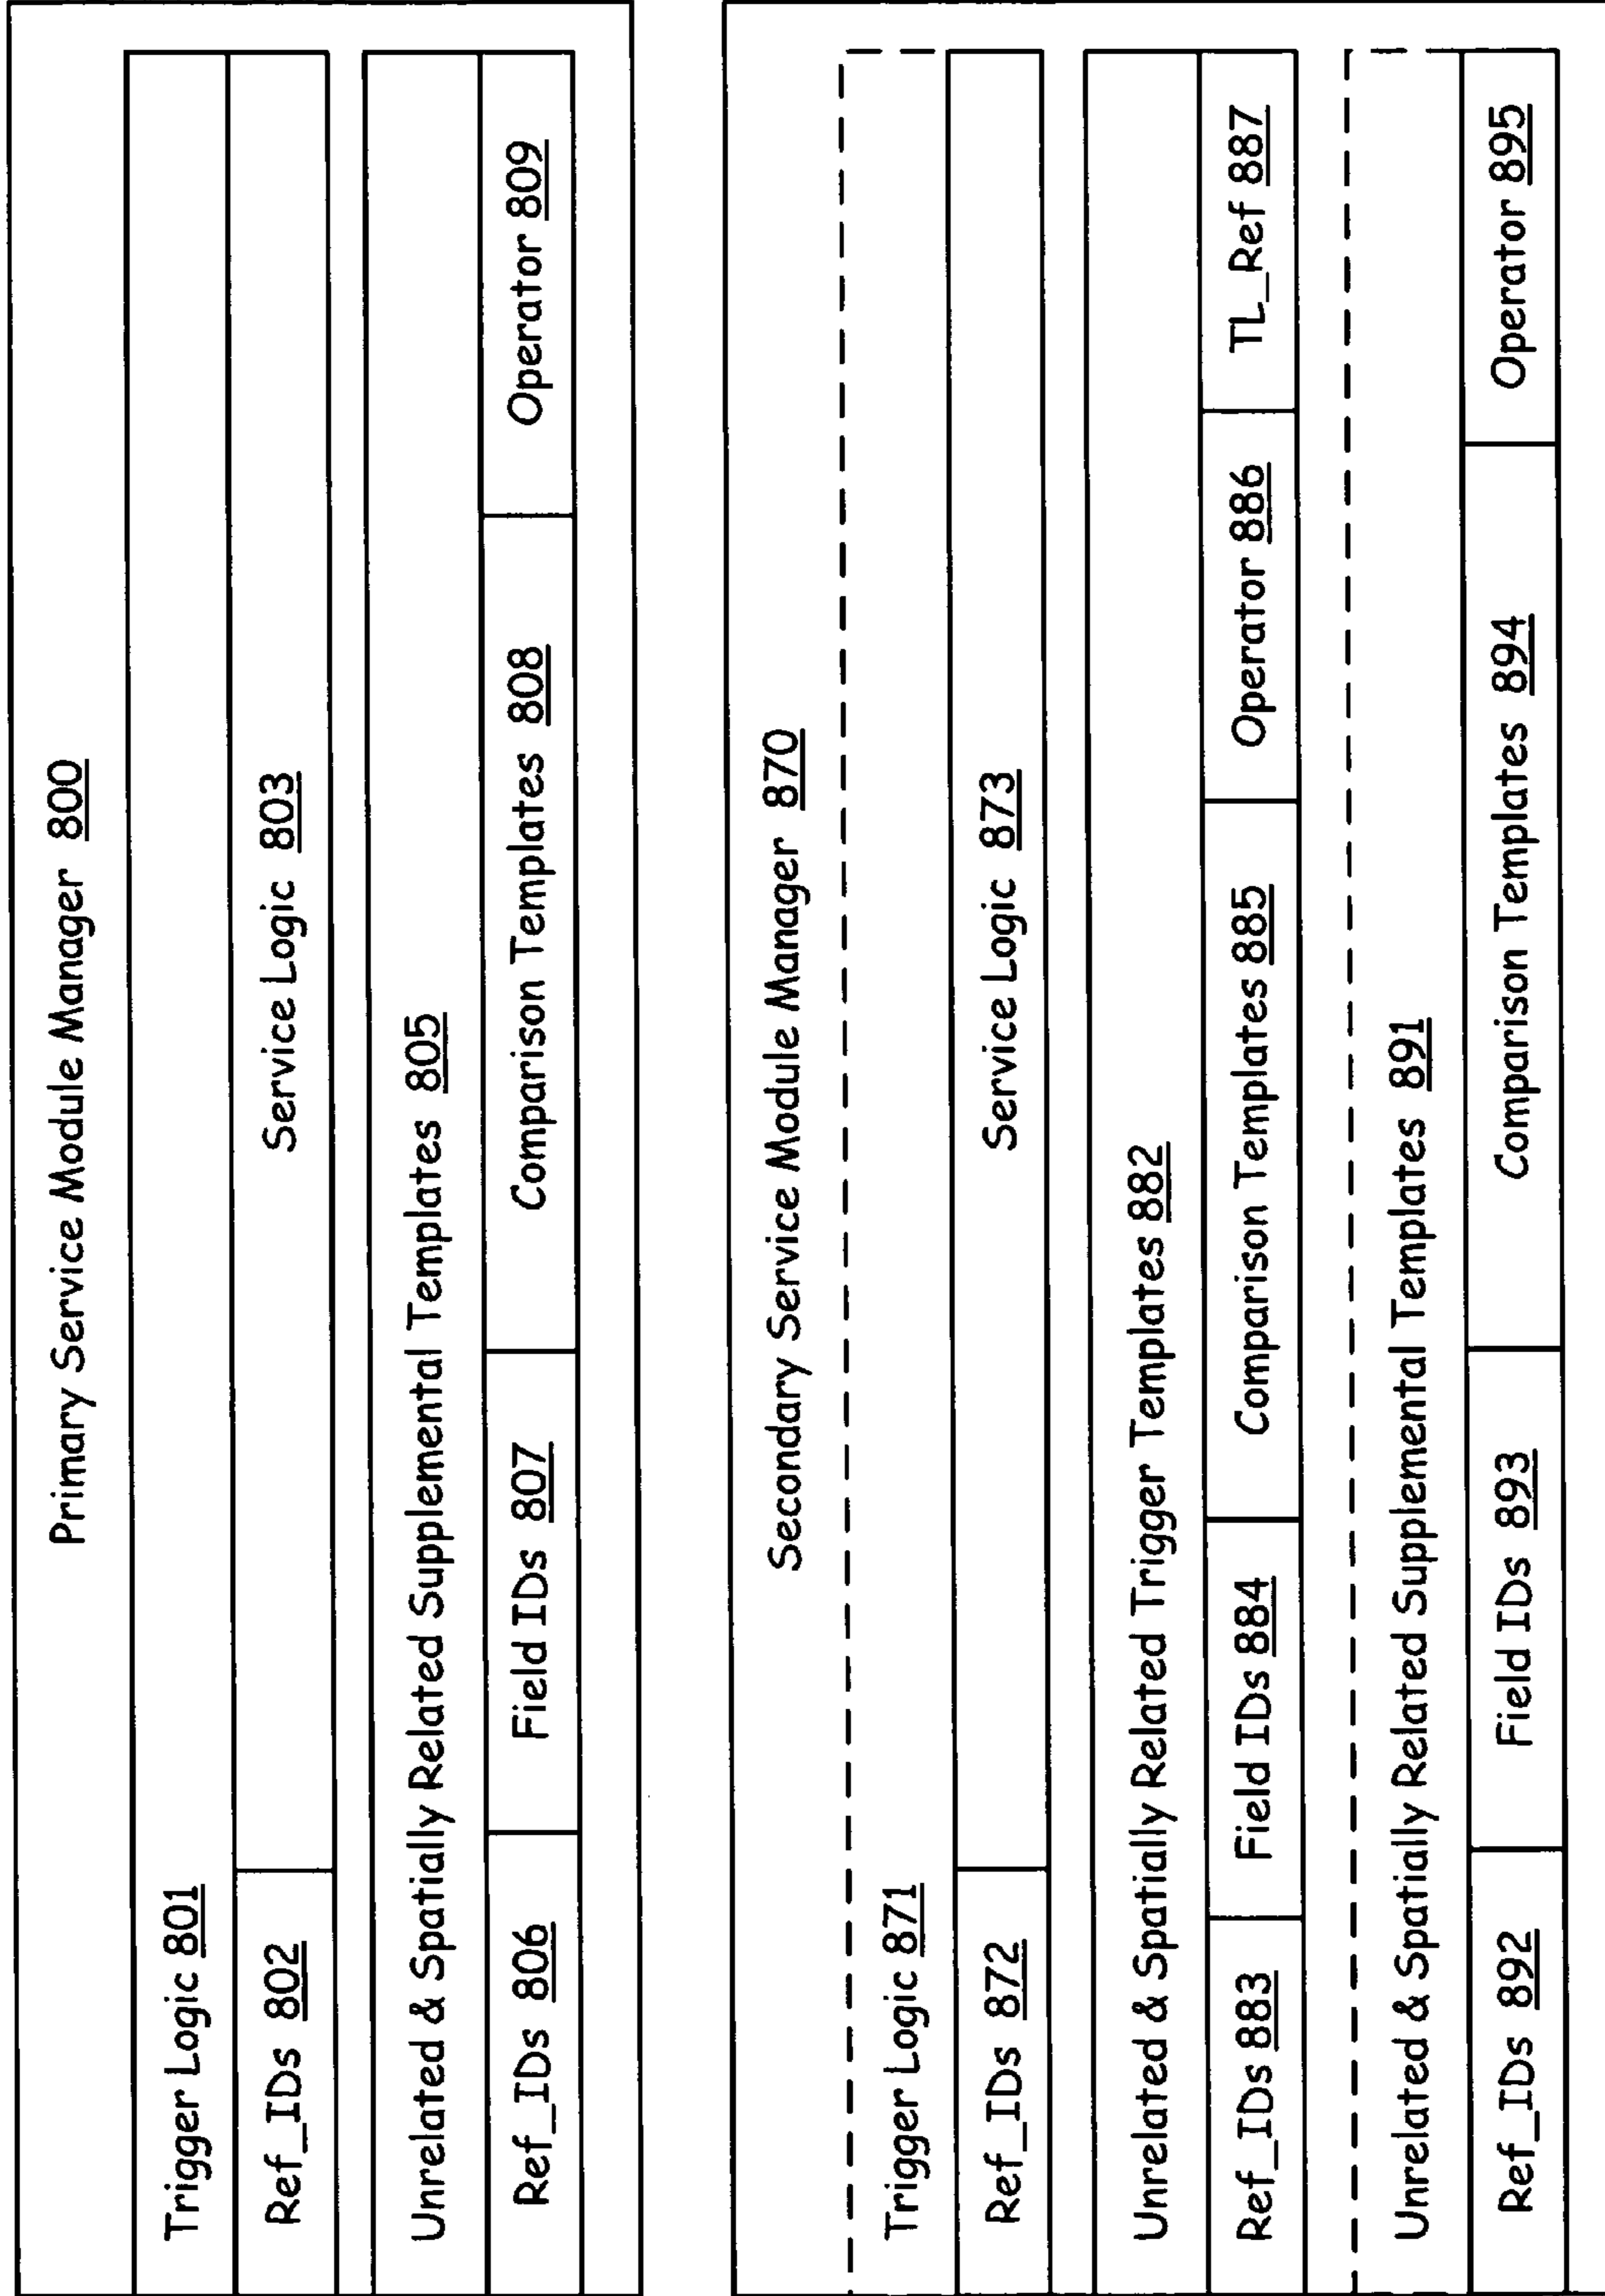 Primary Service Module Manager 800
Trigger Logic 801
Ref_IDs 802
Service Logic 803
Unrelated & Spatially Related Supplemental Templates 805
Ref_IDs 806
Field IDs 807
Comparison Templates 808
Operator 809
Secondary Service Module Manager 870
Trigger Logic 871
Ref_IDs 872
Service Logic 873
Unrelated & Spatially Related Trigger Templates 882
Ref_IDs 883
Field IDs 884
Comparison Templates 885
Operator 886
TL_Ref 887
Unrelated & Spatially Related Supplemental Templates 891
Ref_IDs 892
Field IDs 893
Comparison Templates 894
Operator 895